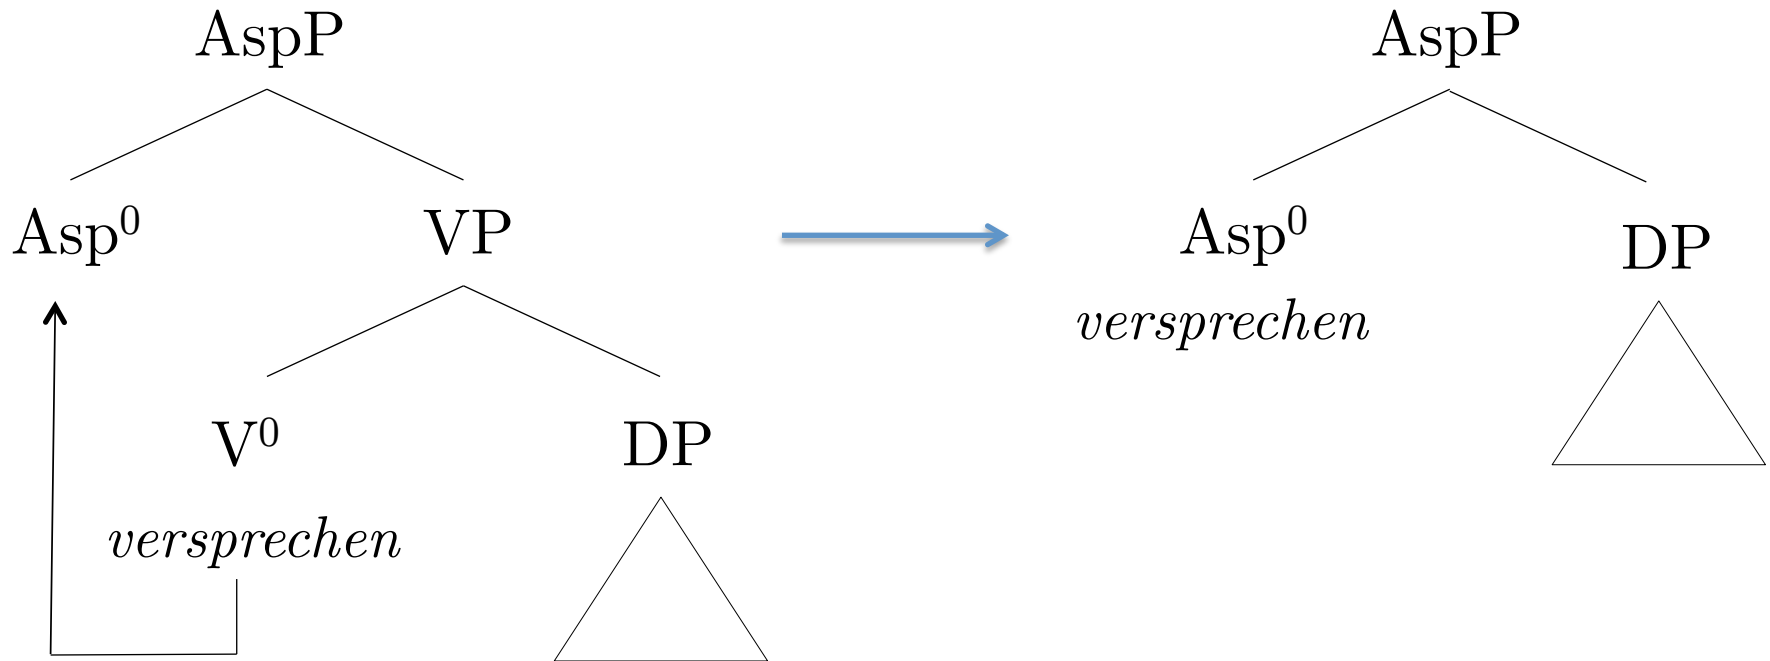 AspP
Asp⁰ VP
V⁰ DP
versprechen
AspP
Asp⁰ DP
versprechen